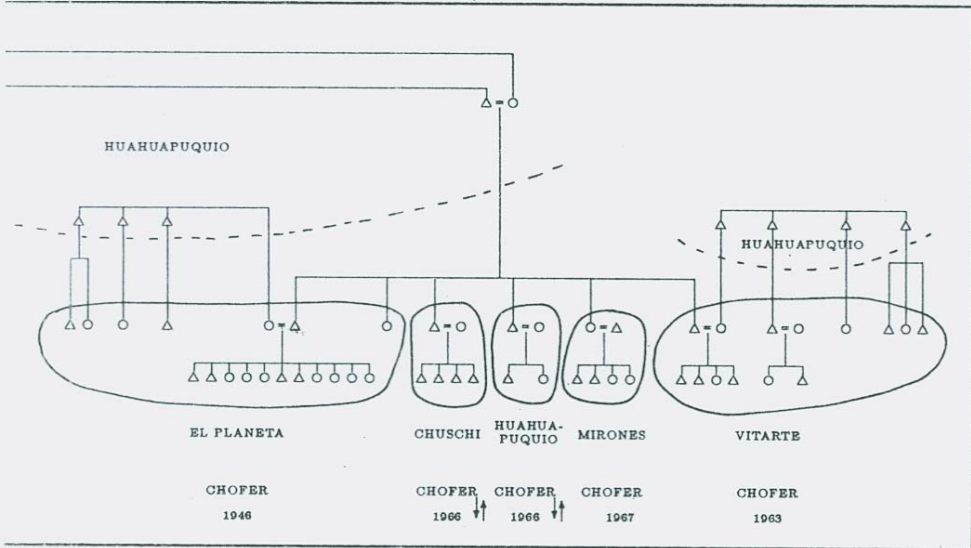 HUAHUAPUQUIO
HUAHUAPUQUIO
EL PLANETA
CHUSCHI
HUAHUA-
PUQUIO
MIRONES
VITARTE
CHOFER
1946
CHOFER
1966
CHOFER
1966
CHOFER
1967
CHOFER
1963